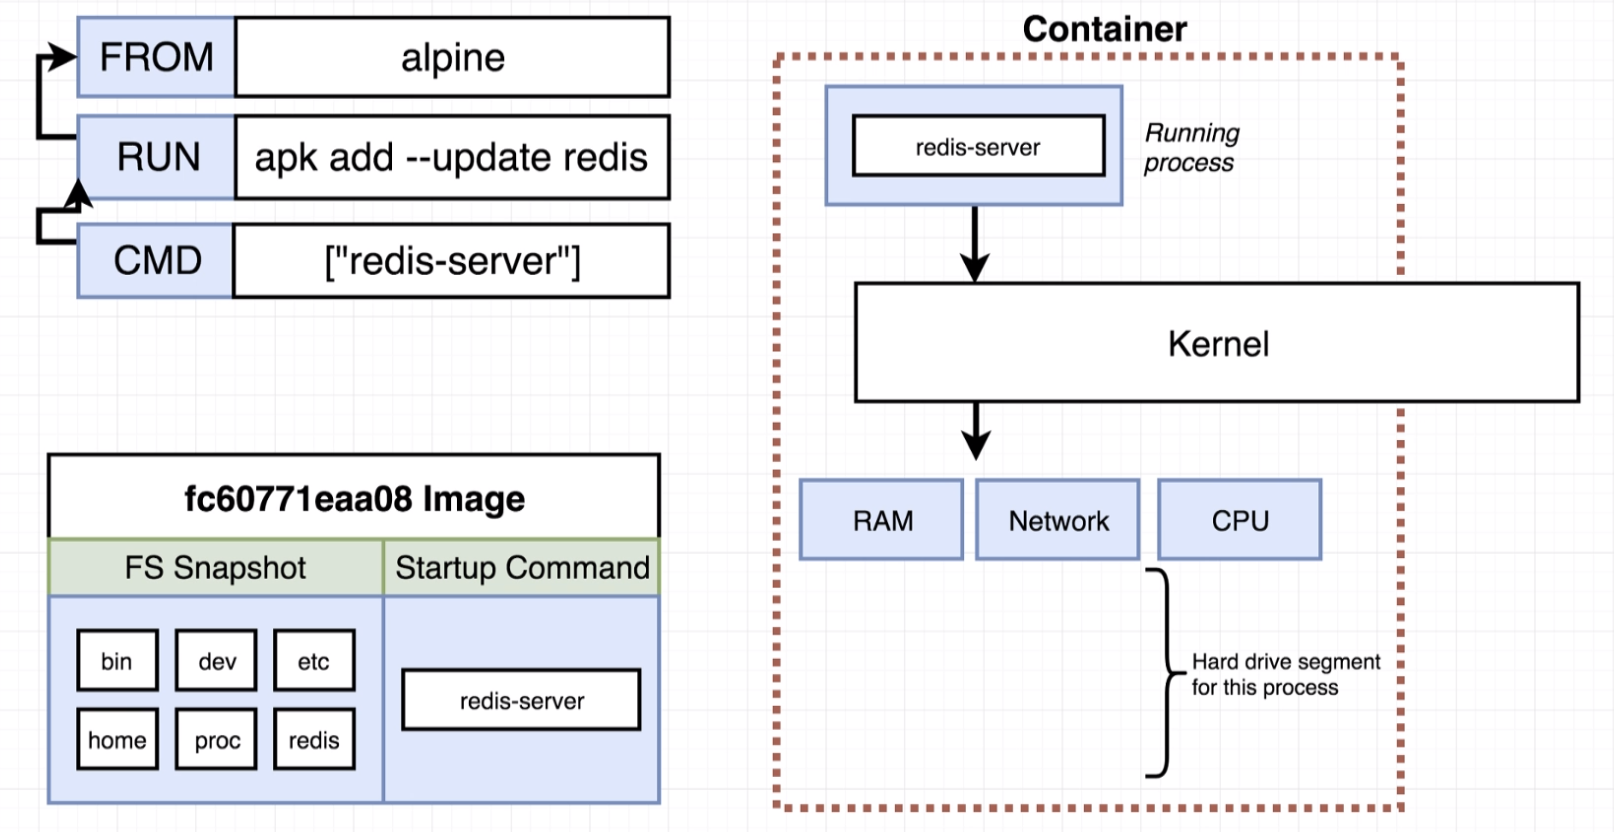 FROM alpine
RUN apk add --update redis
CMD ["redis-server"]
fc60771eaa08 Image
FS Snapshot Startup Command
bin dev etc
redis-server
home proc redis
Container
redis-server
Running
process
Kernel
RAM Network CPU
Hard drive segment
for this process